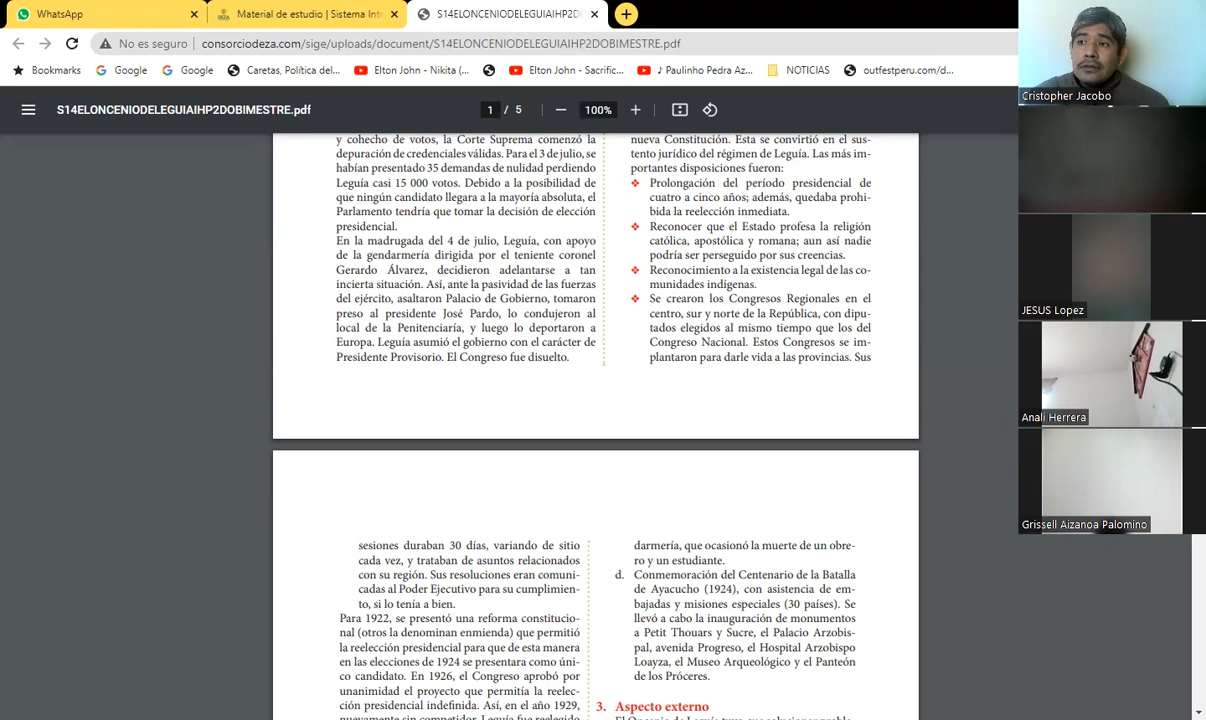 WhatsApp
Material de estudio | Sistema Inte
S14ELONCENIODELEGUIAIHP2D
No es seguro
consorciodeza.com/sige/uploads/document/S14ELONCENIODELEGUIAIHP2DOBIMESTRE.pdf
Bookmarks
Google
Google
Caretas, Política del...
Elton John - Nikita (...
Elton John - Sacrific...
♪ Paulinho Pedra Az...
NOTICIAS
outfestperu.com/d...
S14ELONCENIODELEGUIAIHP2DOBIMESTRE.pdf
1 / 5
100%
Cristopher Jacobo
JESUS Lopez
Anali Herrera
Grissell Aizanoa Palomino
y cohecho de votos, la Corte Suprema comenzó la
depuración de credenciales válidas. Para el 3 de julio, se
habían presentado 35 demandas de nulidad perdiendo
Leguía casi 15 000 votos. Debido a la posibilidad de
que ningún candidato llegara a la mayoría absoluta, el
Parlamento tendría que tomar la decisión de elección
presidencial.
En la madrugada del 4 de julio, Leguía, con apoyo
de la gendarmería dirigida por el teniente coronel
Gerardo Álvarez, decidieron adelantarse a tan
incierta situación. Así, ante la pasividad de las fuerzas
del ejército, asaltaron Palacio de Gobierno, tomaron
preso al presidente José Pardo, lo condujeron al
local de la Penitenciaría, y luego lo deportaron a
Europa. Leguía asumió el gobierno con el carácter de
Presidente Provisorio. El Congreso fue disuelto.
nueva Constitución. Esta se convirtió en el sus-
tento jurídico del régimen de Leguía. Las más im-
portantes disposiciones fueron:
❖ Prolongación del período presidencial de
cuatro a cinco años; además, quedaba prohi-
bida la reelección inmediata.
❖ Reconocer que el Estado profesa la religión
católica, apostólica y romana; aun así nadie
podría ser perseguido por sus creencias.
❖ Reconocimiento a la existencia legal de las co-
munidades indígenas.
❖ Se crearon los Congresos Regionales en el
centro, sur y norte de la República, con dipu-
tados elegidos al mismo tiempo que los del
Congreso Nacional. Estos Congresos se im-
plantaron para darle vida a las provincias. Sus
sesiones duraban 30 días, variando de sitio
cada vez, y trataban de asuntos relacionados
con su región. Sus resoluciones eran comuni-
cadas al Poder Ejecutivo para su cumplimien-
to, si lo tenía a bien.
Para 1922, se presentó una reforma constitucio-
nal (otros la denominan enmienda) que permitió
la reelección presidencial para que de esta manera
en las elecciones de 1924 se presentara como úni-
co candidato. En 1926, el Congreso aprobó por
unanimidad el proyecto que permitía la reelec-
ción presidencial indefinida. Así, en el año 1929,
nuevamente sin competidor, Leguía fue reelegido
darmería, que ocasionó la muerte de un obre-
ro y un estudiante.
d. Conmemoración del Centenario de la Batalla
de Ayacucho (1924), con asistencia de em-
bajadas y misiones especiales (30 países). Se
llevó a cabo la inauguración de monumentos
a Petit Thouars y Sucre, el Palacio Arzobis-
pal, avenida Progreso, el Hospital Arzobispo
Loayza, el Museo Arqueológico y el Panteón
de los Próceres.
3. Aspecto externo
El Oncenio de Leguía tuvo que solucionar proble-